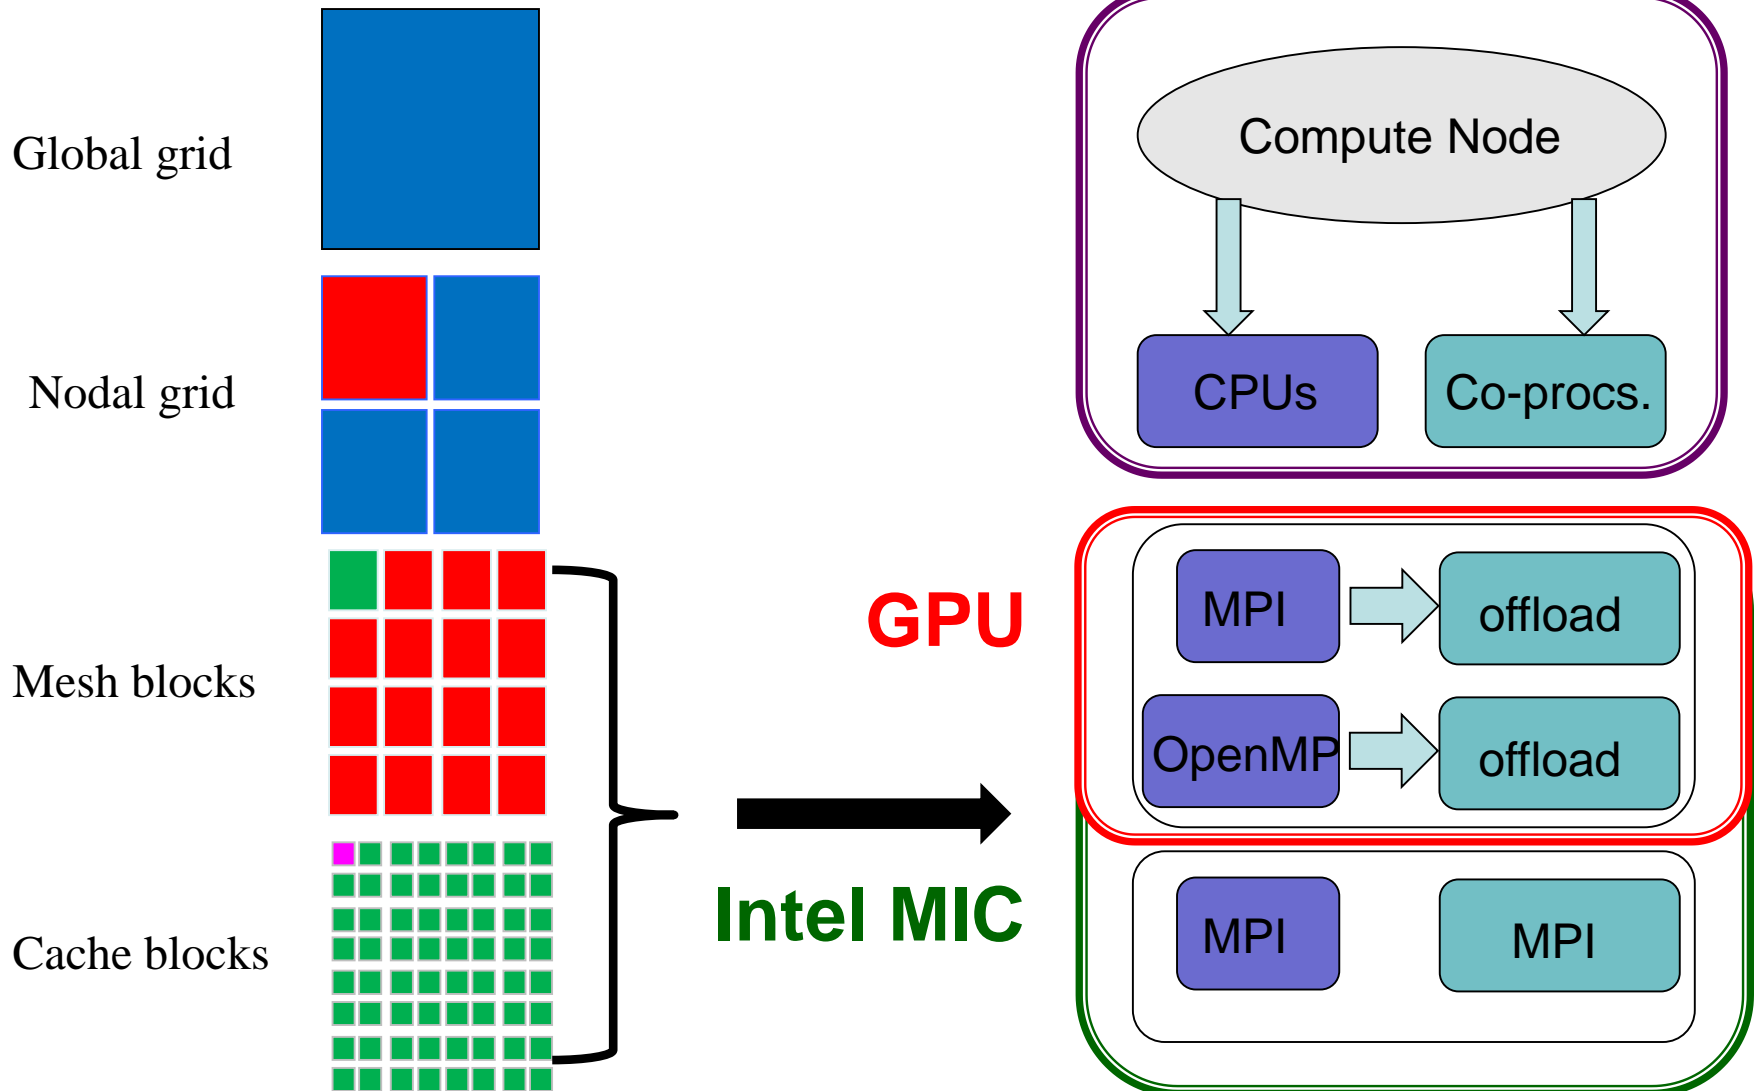 Global grid
Nodal grid
Mesh blocks
Cache blocks
Compute Node
CPUs
Co-procs.
GPU
Intel MIC
MPI
offload
OpenMP
offload
MPI
MPI